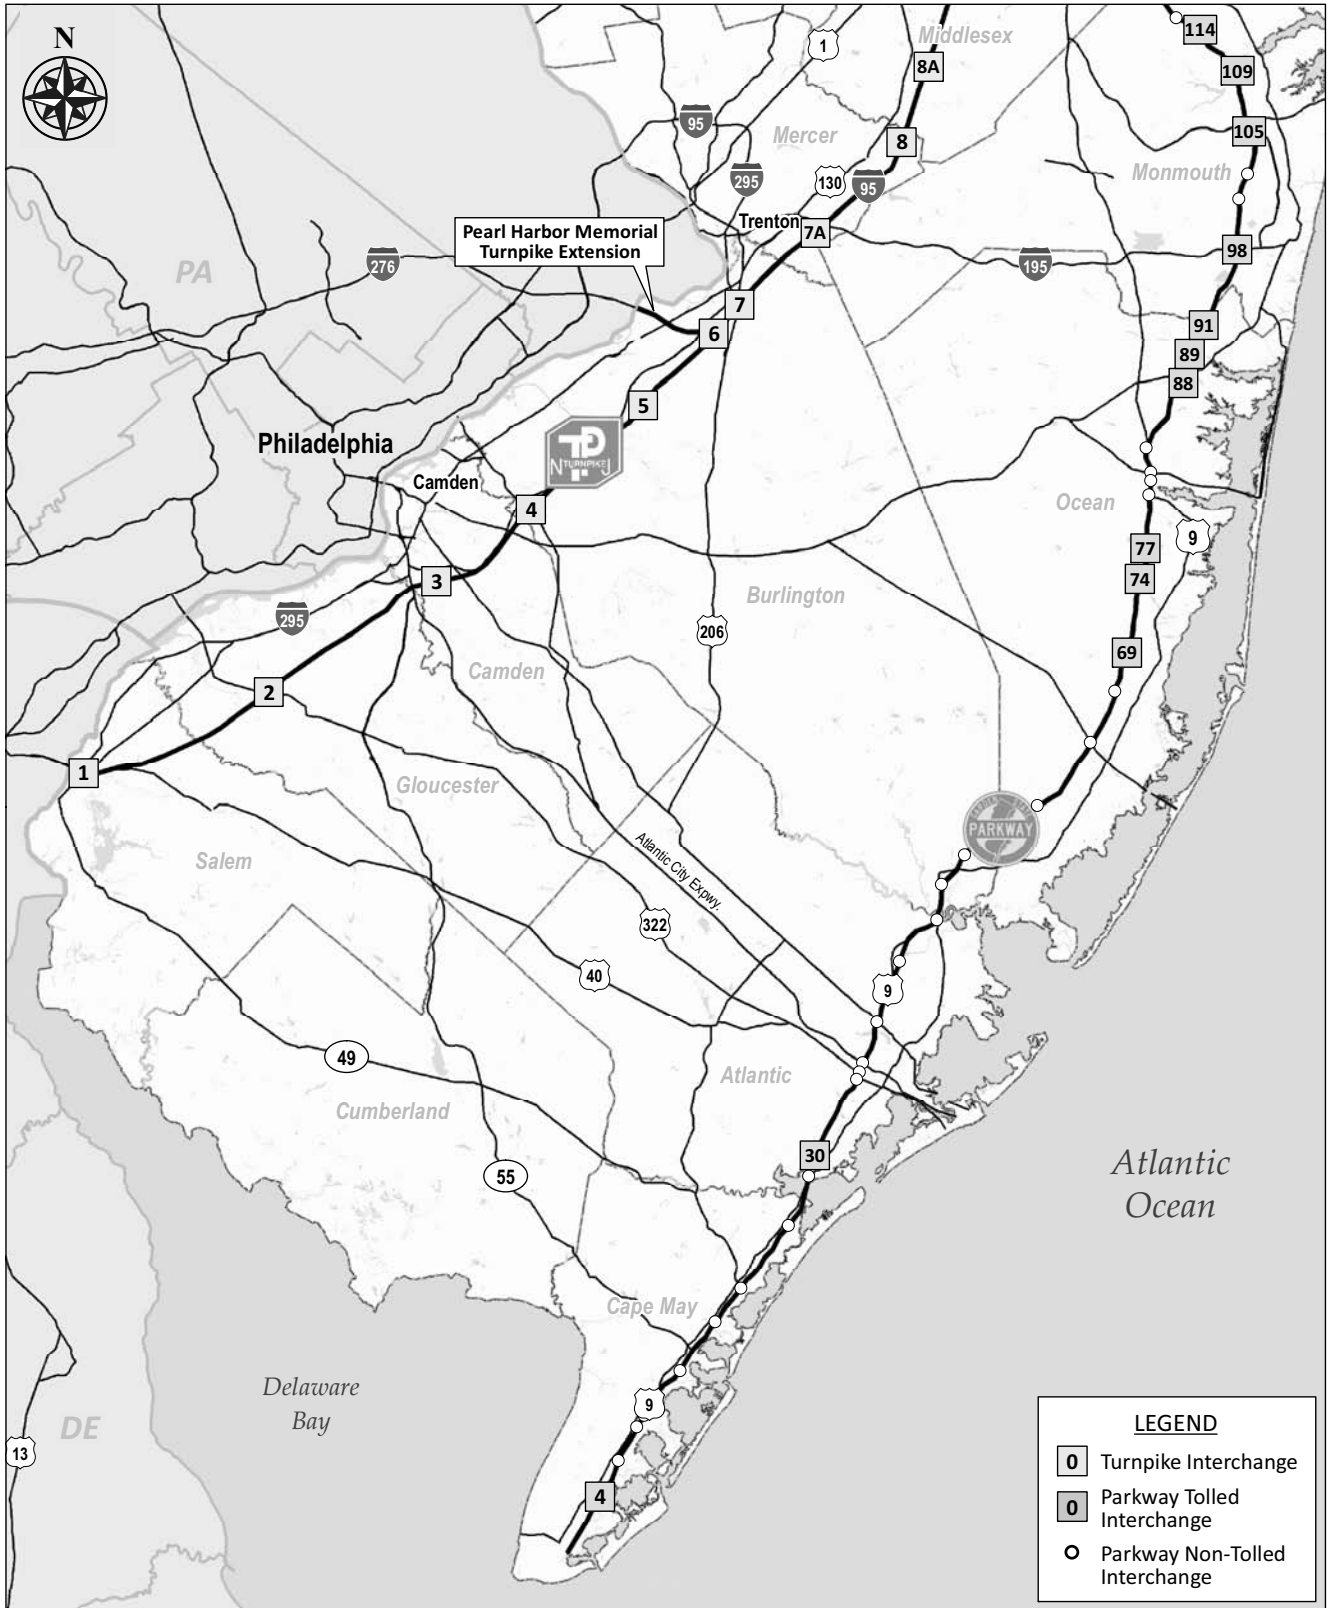 N
1
Middlesex
114
8A
109
95
Mercer
8
105
295
130
95
Monmouth
Trenton
7A
Pearl Harbor Memorial
Turnpike Extension
98
PA
276
195
7
6
91
89
88
5
TP
N TURNPIKE J
Philadelphia
Camden
4
Ocean
9
77
74
3
Burlington
295
206
69
Camden
2
1
Gloucester
PARKWAY
Atlantic City Expwy.
Salem
322
40
9
49
Atlantic
Cumberland
30
55
Atlantic
Ocean
Cape May
Delaware
Bay
9
DE
13
4
LEGEND
0 Turnpike Interchange
0 Parkway Tolled
Interchange
Parkway Non-Tolled
Interchange